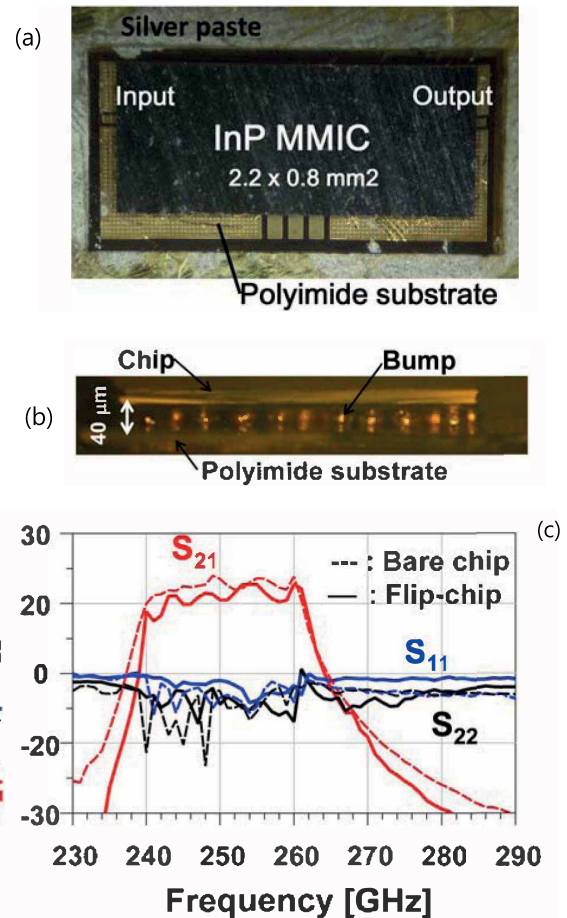 (a)
Silver paste
Input
Output
InP MMIC
2.2 x 0.8 mm2
Polyimide substrate
(b)
Chip
Bump
40 μm
Polyimide substrate
(c)
S21
--- : Bare chip
— : Flip-chip
S11
S22
30
20
0
-20
-30
230 240 250 260 270 280 290
Frequency [GHz]